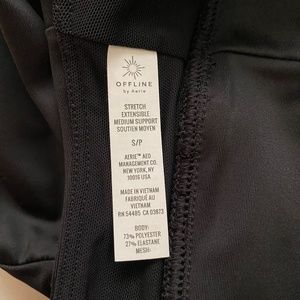 OFFLINE
by Aerie
STRETCH
EXTENSIBLE
MEDIUM SUPPORT
SOUTIEN MOYEN
S/P
AERIE™ AEO
MANAGEMENT CO.
NEW YORK, NY
10016 USA
MADE IN VIETNAM
FABRIQUÉ AU
VIETNAM
RN 54485 CA 03873
BODY:
73% POLYESTER
27% ELASTANE
MESH: